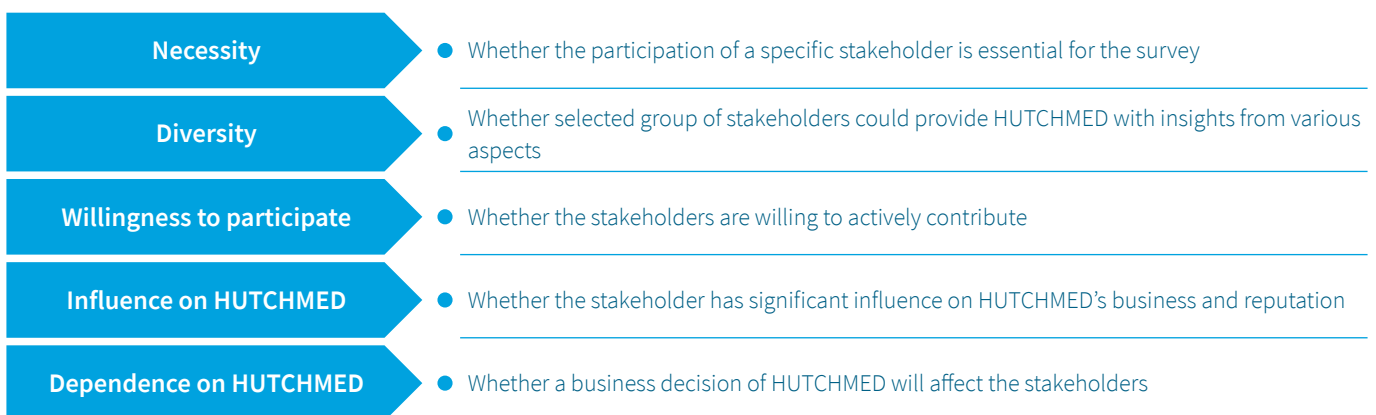 Necessity
Whether the participation of a specific stakeholder is essential for the survey
Diversity
Whether selected group of stakeholders could provide HUTCHMED with insights from various
aspects
Willingness to participate
Whether the stakeholders are willing to actively contribute
Influence on HUTCHMED
Whether the stakeholder has significant influence on HUTCHMED’s business and reputation
Dependence on HUTCHMED
Whether a business decision of HUTCHMED will affect the stakeholders